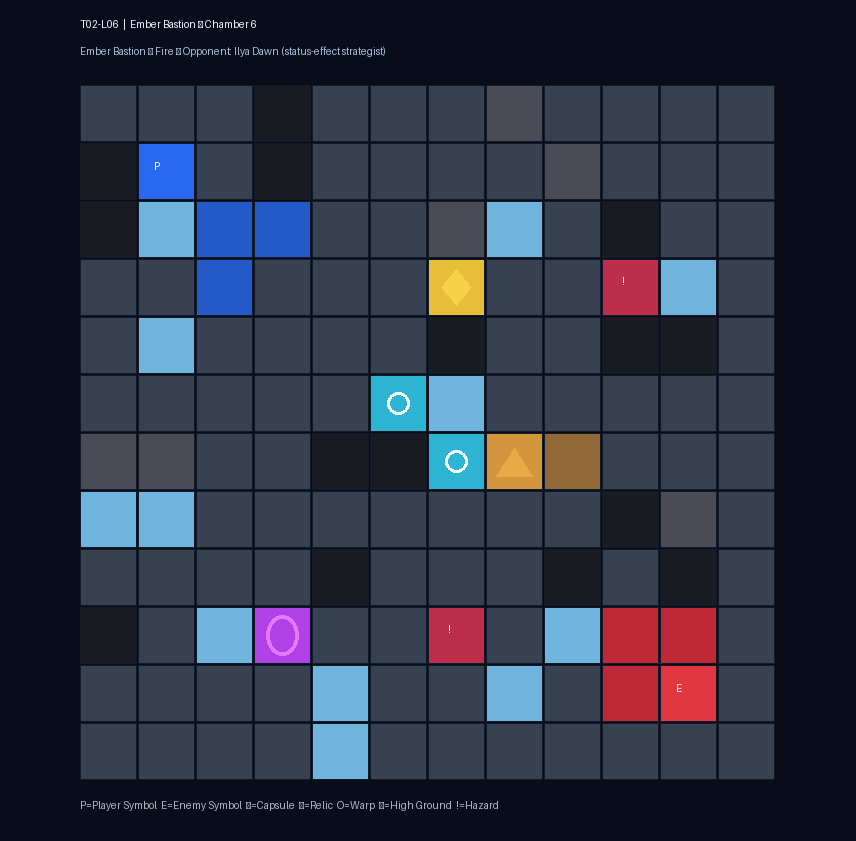 T02-L06 | Ember Bastion � Chamber 6
Ember Bastion � Fire � Opponent: Ilya Dawn (status-effect strategist)
P
!
!
E
P=Player Symbol E=Enemy Symbol �=Capsule �=Relic O=Warp �=High Ground !=Hazard